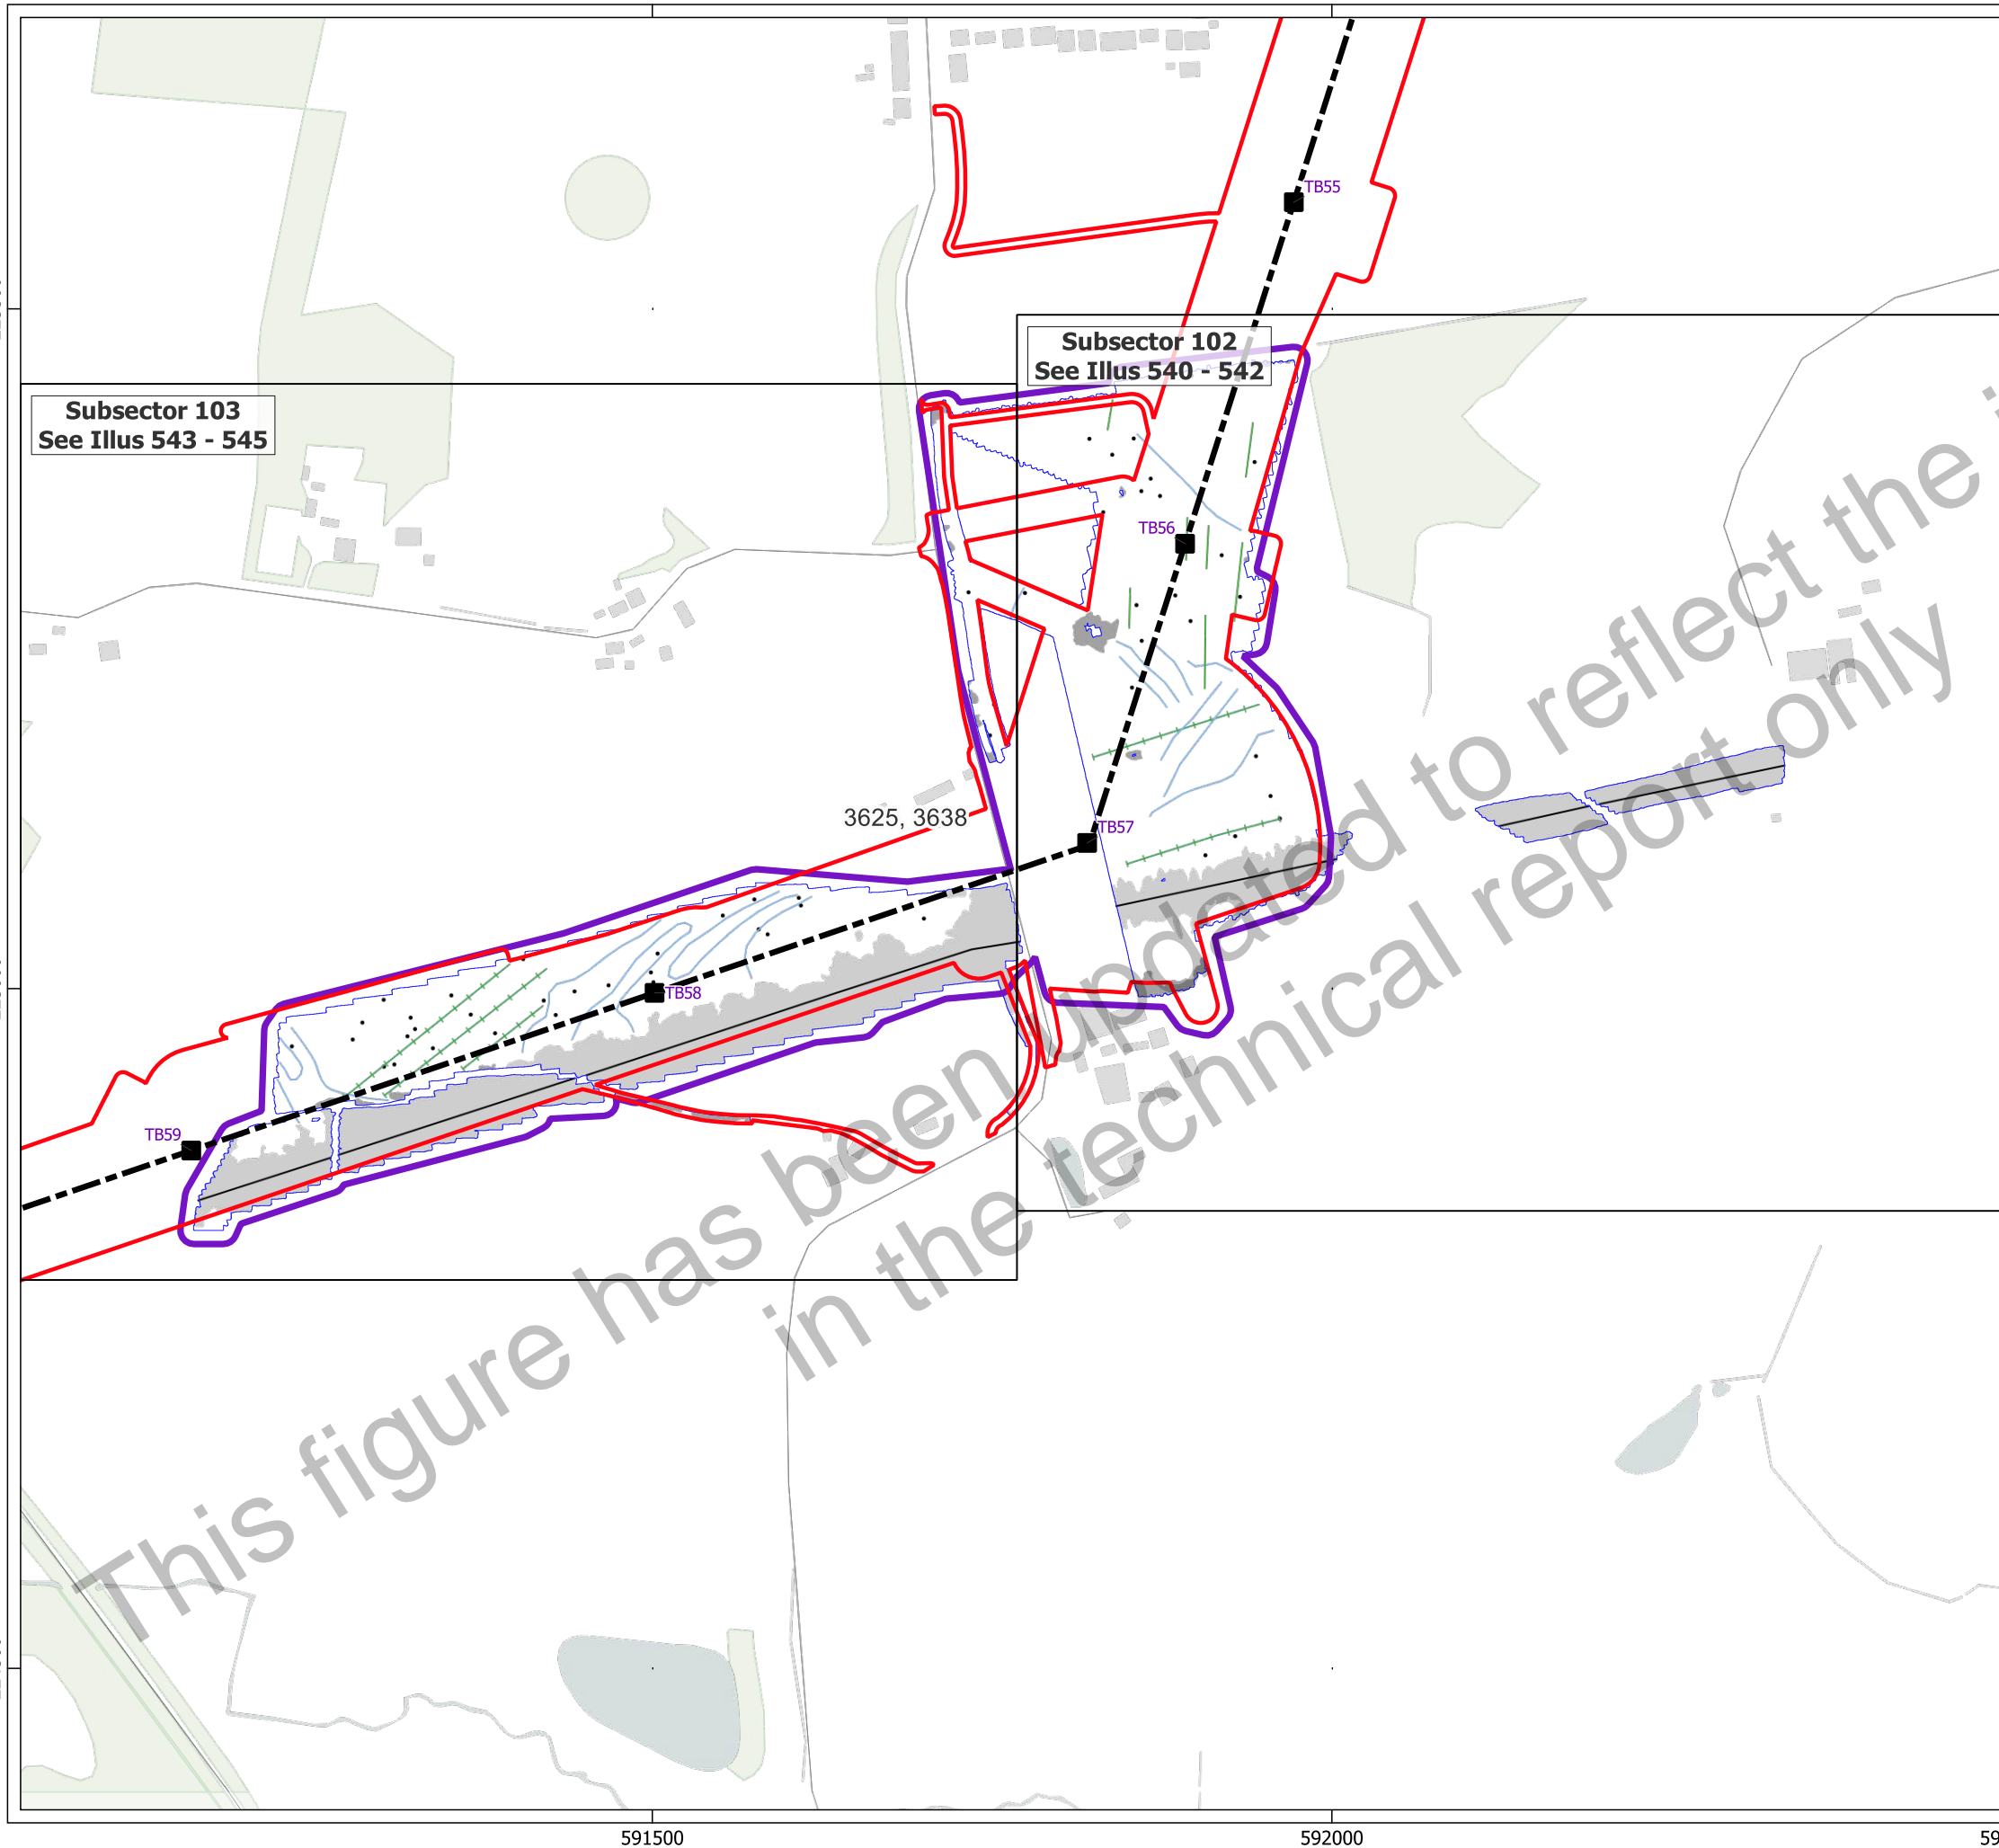 TB55
Subsector 102
See Illus 540 - 542
Subsector 103
See Illus 543 - 545
TB56
3625, 3638
TB57
TB58
TB59
This figure has been updated to reflect the
in the technical report only
591500
592000